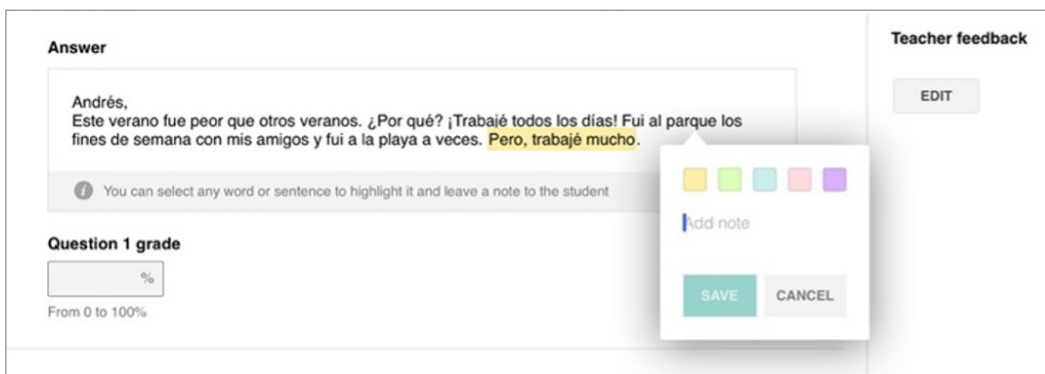 Answer
Teacher feedback
EDIT
Andrés,
Este verano fue peor que otros veranos. ¿Por qué? ¡Trabajé todos los días! Fui al parque los
fines de semana con mis amigos y fui a la playa a veces. Pero, trabajé mucho.
You can select any word or sentence to highlight it and leave a note to the student
Add note
SAVE
CANCEL
Question 1 grade
%
From 0 to 100%